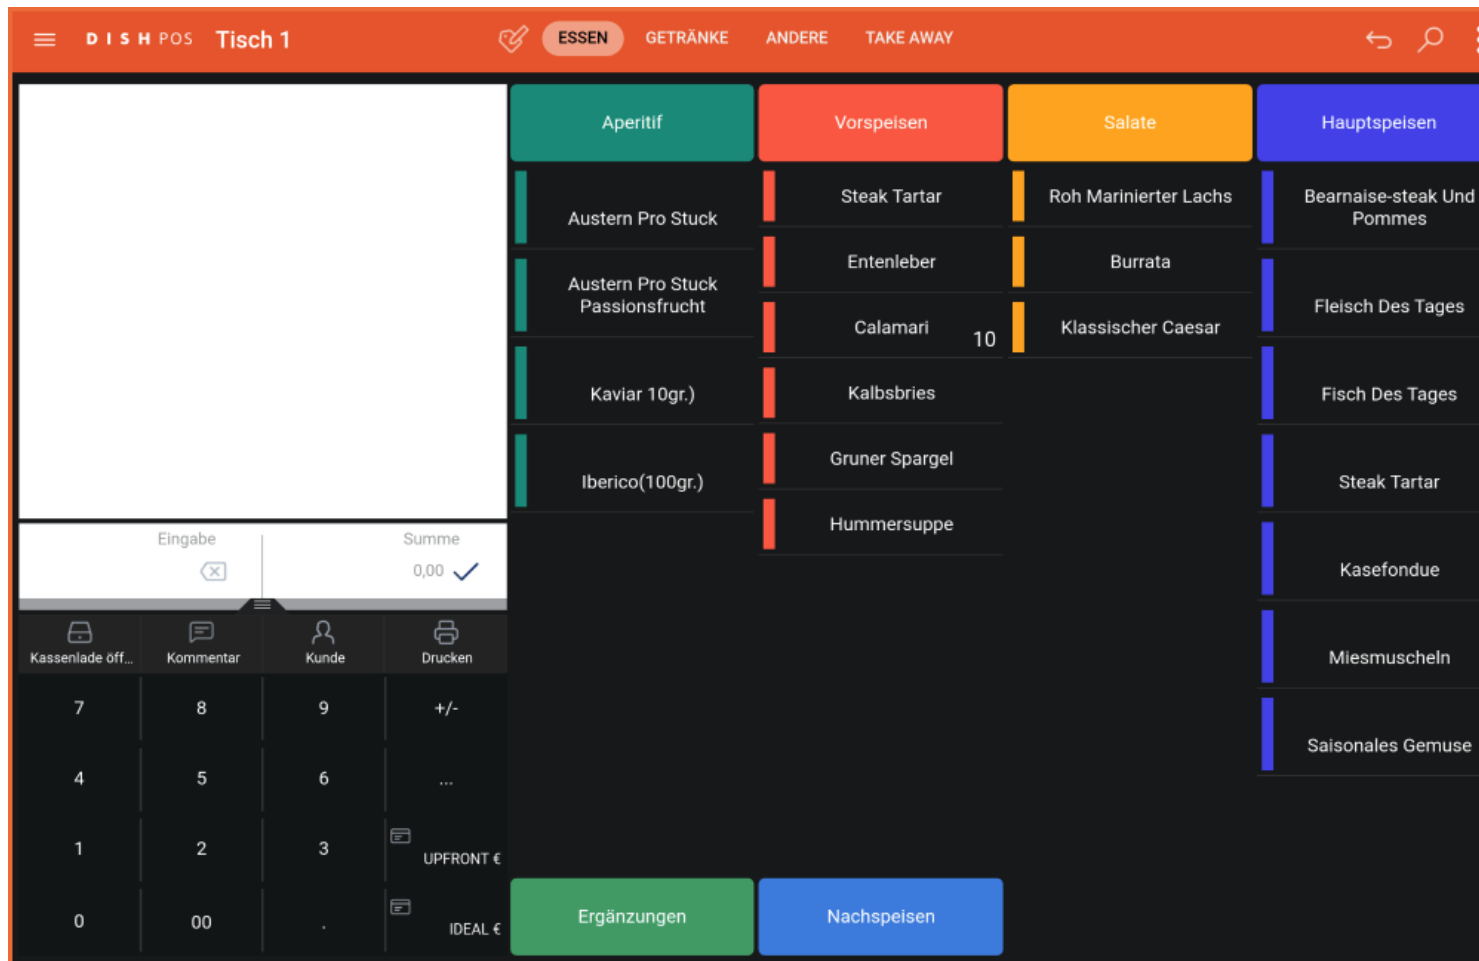 DISH POS Tisch 1
ESSEN GETRÄNKE ANDERE TAKE AWAY
Aperitif
Austern Pro Stuck
Austern Pro Stuck
Passionsfrucht
Kaviar 10gr.)
Iberico(100gr.)
Vorspeisen
Steak Tartar
Entenleber
Calamari
10
Kalbsbries
Gruner Spargel
Hummersuppe
Salate
Roh Marinierter Lachs
Burrata
Klassischer Caesar
Hauptspeisen
Bearnaise-steak Und
Pommes
Fleisch Des Tages
Fisch Des Tages
Steak Tartar
Kasefondue
Miesmuscheln
Saisonales Gemuse
Eingabe Summe
0,00
Kassenlade öff... Kommentar Kunde Drucken
7 8 9 +/-
4 5 6 ...
1 2 3 UPFRONT €
0 00 . IDEAL €
Ergänzungen Nachspeisen